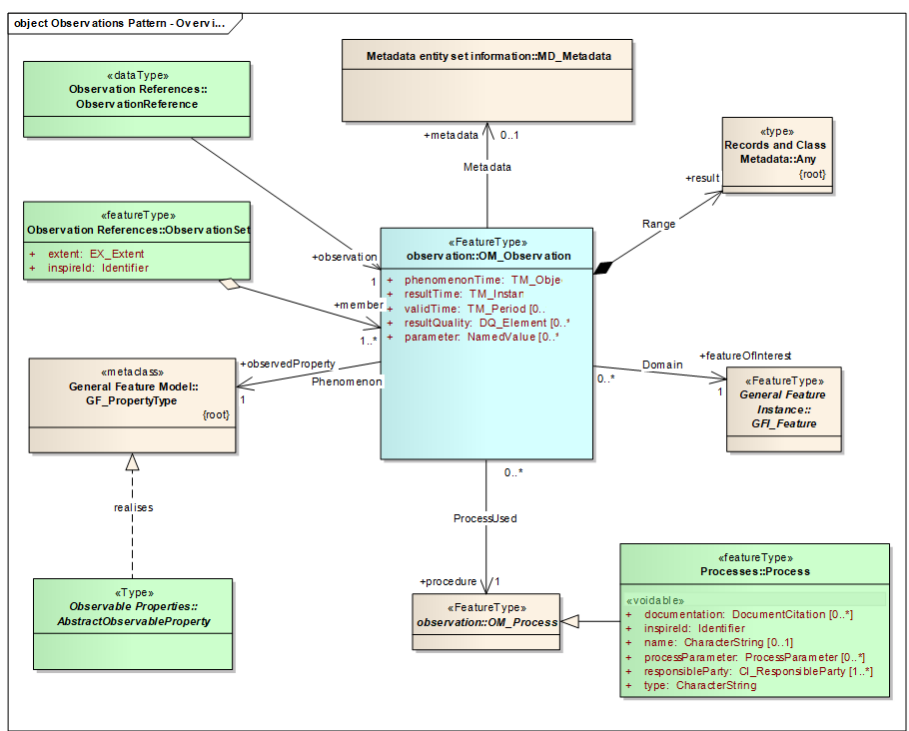 object Observations Pattern - Overvi...
«dataType»
Observation References::
ObservationReference
Metadata entity set information::MD_Metadata
+metadata
0..1
Metadata
«type»
Records and Class
Metadata::Any
{root}
+result
Range
«featureType»
Observation References::ObservationSet
+ extent: EX_Extent
+ inspireId: Identifier
+observation
1
+member
1..*
«FeatureType»
observation::OM_Observation
+ phenomenonTime: TM_Obje
+ resultTime: TM_Instan
+ validTime: TM_Period [0..
+ resultQuality: DQ_Element [0..*
+ parameter: NamedValue [0..*
+observedProperty
Phenomenon
1
«metaclass»
General Feature Model::
GF_PropertyType
{root}
+featureOfInterest
Domain
0..*
1
«FeatureType»
General Feature
Instance::
GFI_Feature
realises
0..*
ProcessUsed
+procedure
1
«Type»
Observable Properties::
AbstractObservableProperty
«FeatureType»
observation::OM_Process
«featureType»
Processes::Process
«voidable»
+ documentation: DocumentCitation [0..*]
+ inspireId: Identifier
+ name: CharacterString [0..1]
+ processParameter: ProcessParameter [0..*]
+ responsibleParty: CI_ResponsibleParty [1..*]
+ type: CharacterString